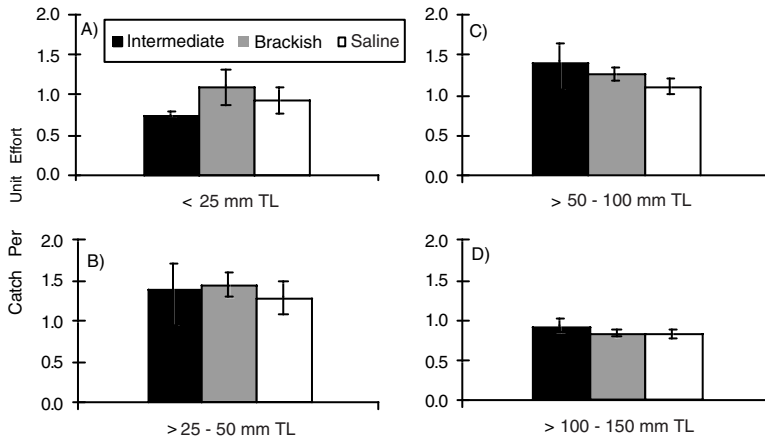 Catch Per Unit Effort
A)
Intermediate Brackish Saline
2.0
1.5
1.0
0.5
0.0
< 25 mm TL
C)
2.0
1.5
1.0
0.5
0.0
> 50 - 100 mm TL
B)
2.0
1.5
1.0
0.5
0.0
> 25 - 50 mm TL
D)
2.0
1.5
1.0
0.5
0.0
> 100 - 150 mm TL